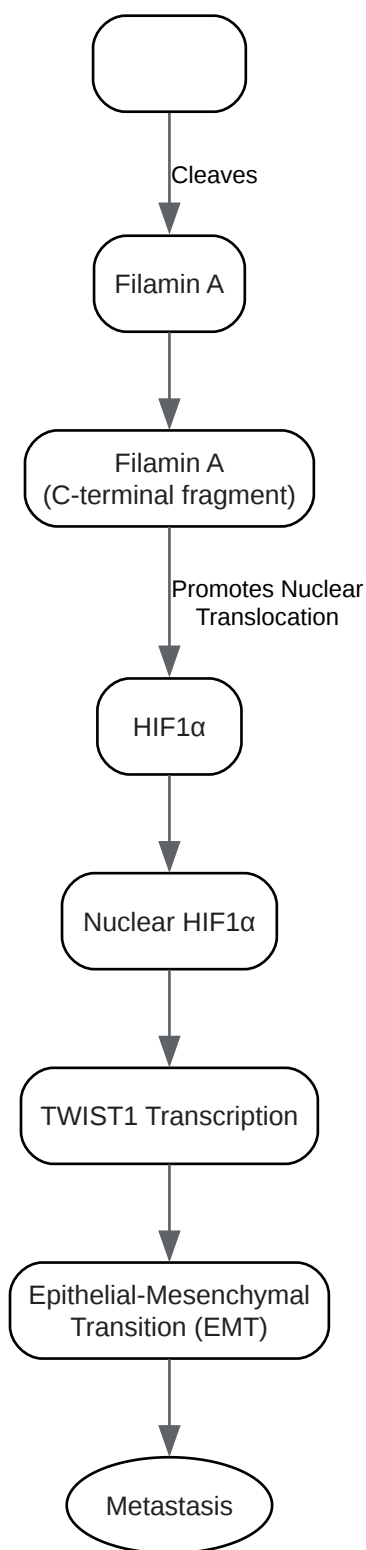 Cleaves
Filamin A
Filamin A
(C-terminal fragment)
Promotes Nuclear
Translocation
HIF1α
Nuclear HIF1α
TWIST1 Transcription
Epithelial-Mesenchymal
Transition (EMT)
Metastasis